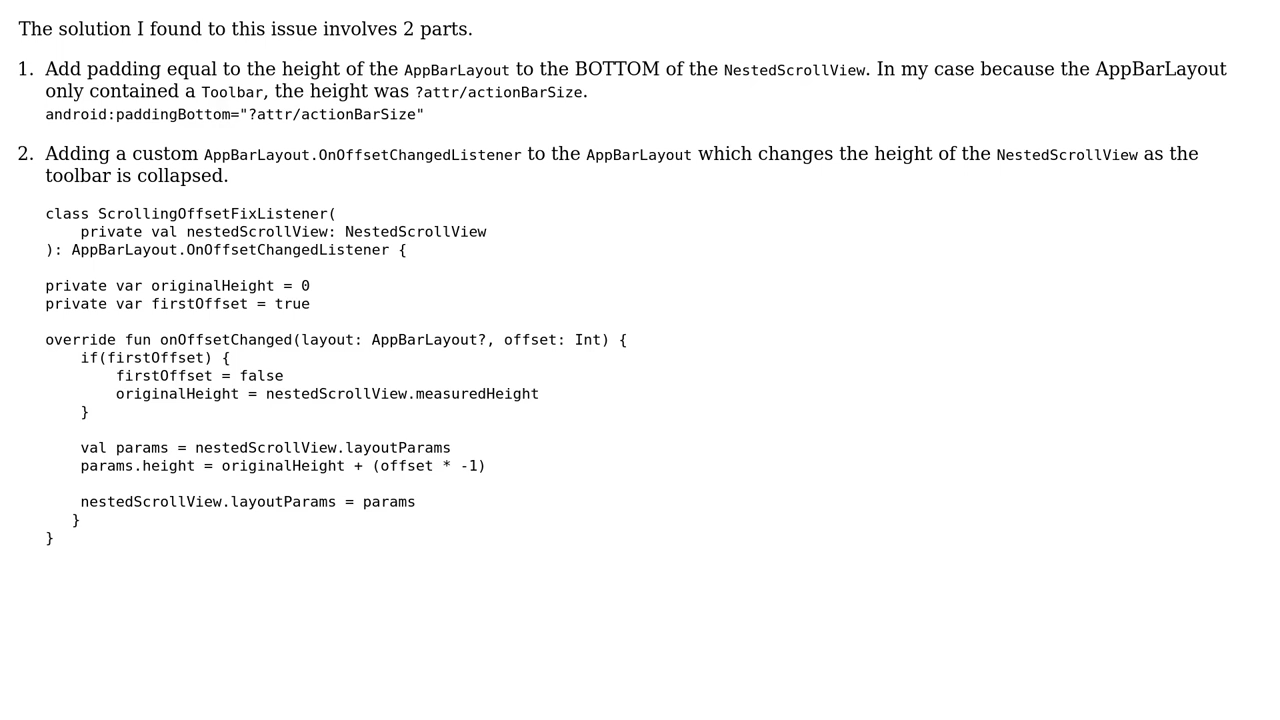 The solution I found to this issue involves 2 parts.
1. Add padding equal to the height of the AppBarLayout to the BOTTOM of the NestedScrollView. In my case because the AppBarLayout
only contained a Toolbar, the height was ?attr/actionBarSize.
android:paddingBottom="?attr/actionBarSize"
2. Adding a custom AppBarLayout.OnOffsetChangedListener to the AppBarLayout which changes the height of the NestedScrollView as the
toolbar is collapsed.
class ScrollingOffsetFixListener(
    private val nestedScrollView: NestedScrollView
): AppBarLayout.OnOffsetChangedListener {
private var originalHeight = 0
private var firstOffset = true
override fun onOffsetChanged(layout: AppBarLayout?, offset: Int) {
    if(firstOffset) {
        firstOffset = false
        originalHeight = nestedScrollView.measuredHeight
    }
    val params = nestedScrollView.layoutParams
    params.height = originalHeight + (offset * -1)
    nestedScrollView.layoutParams = params
   }
}